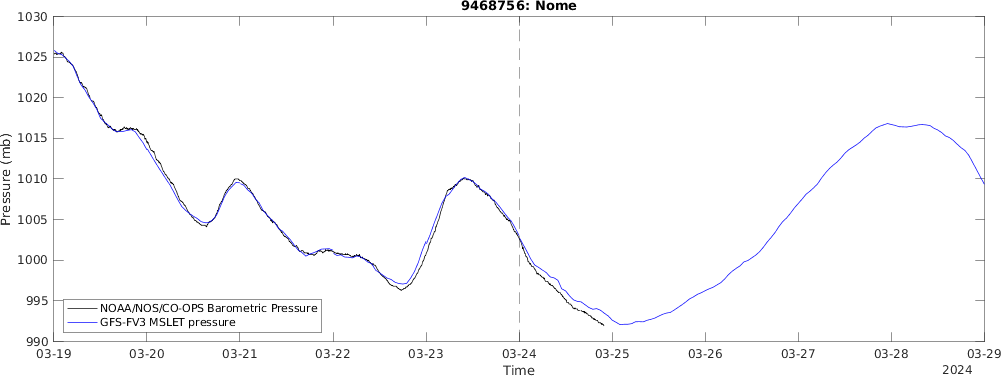 9468756: Nome
1030
1025
1020
1015
1010
1005
1000
995
990
Pressure (mb)
NOAA/NOS/CO-OPS Barometric Pressure
GFS-FV3 MSLET pressure
03-19 03-20 03-21 03-22 03-23 03-24 03-25 03-26 03-27 03-28 03-29
Time
2024